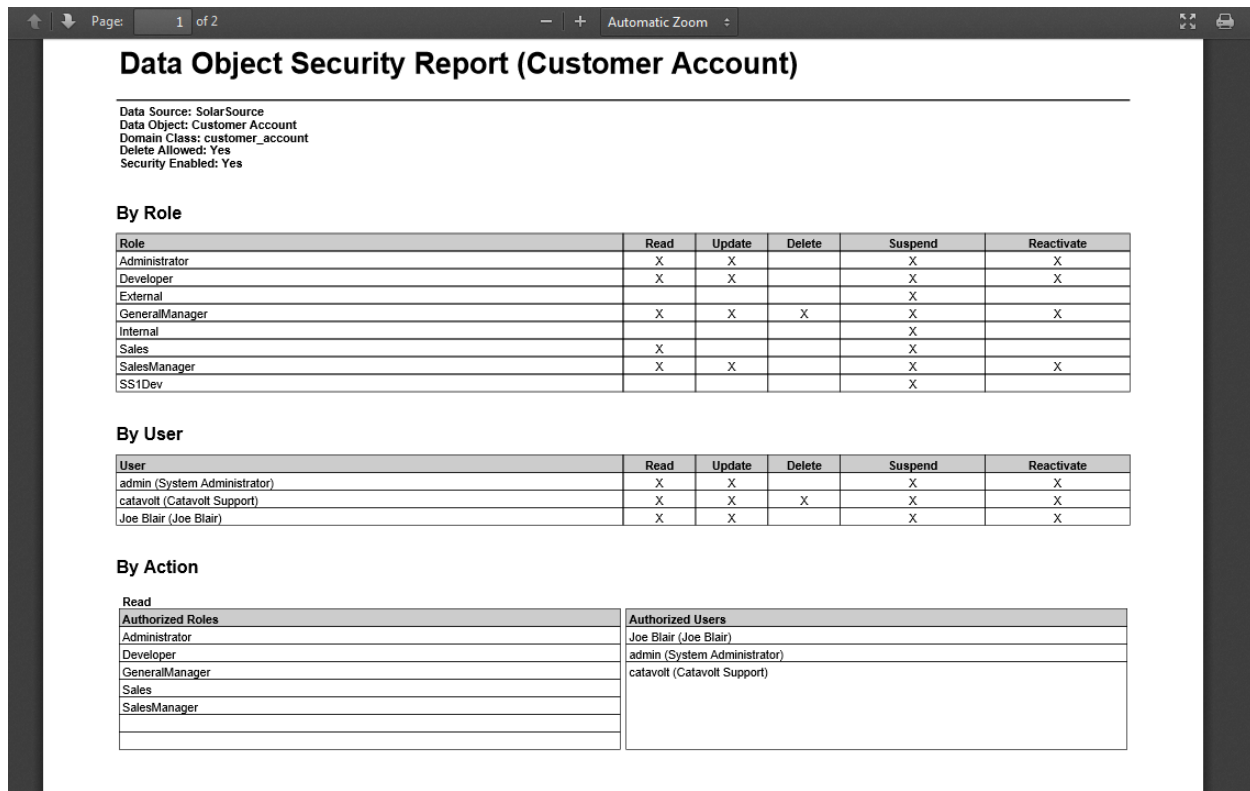 Page: 1 of 2 − + Automatic Zoom
Data Object Security Report (Customer Account)
Data Source: SolarSource
Data Object: Customer Account
Domain Class: customer_account
Delete Allowed: Yes
Security Enabled: Yes
By Role
Role Read Update Delete Suspend Reactivate
Administrator X X X X
Developer X X X X
External X
GeneralManager X X X X X
Internal X
Sales X X
SalesManager X X X X
SS1Dev X
By User
User Read Update Delete Suspend Reactivate
admin (System Administrator) X X X X
catavolt (Catavolt Support) X X X X X
Joe Blair (Joe Blair) X X X X
By Action
Read
Authorized Roles Authorized Users
Administrator Joe Blair (Joe Blair)
Developer admin (System Administrator)
GeneralManager catavolt (Catavolt Support)
Sales
SalesManager